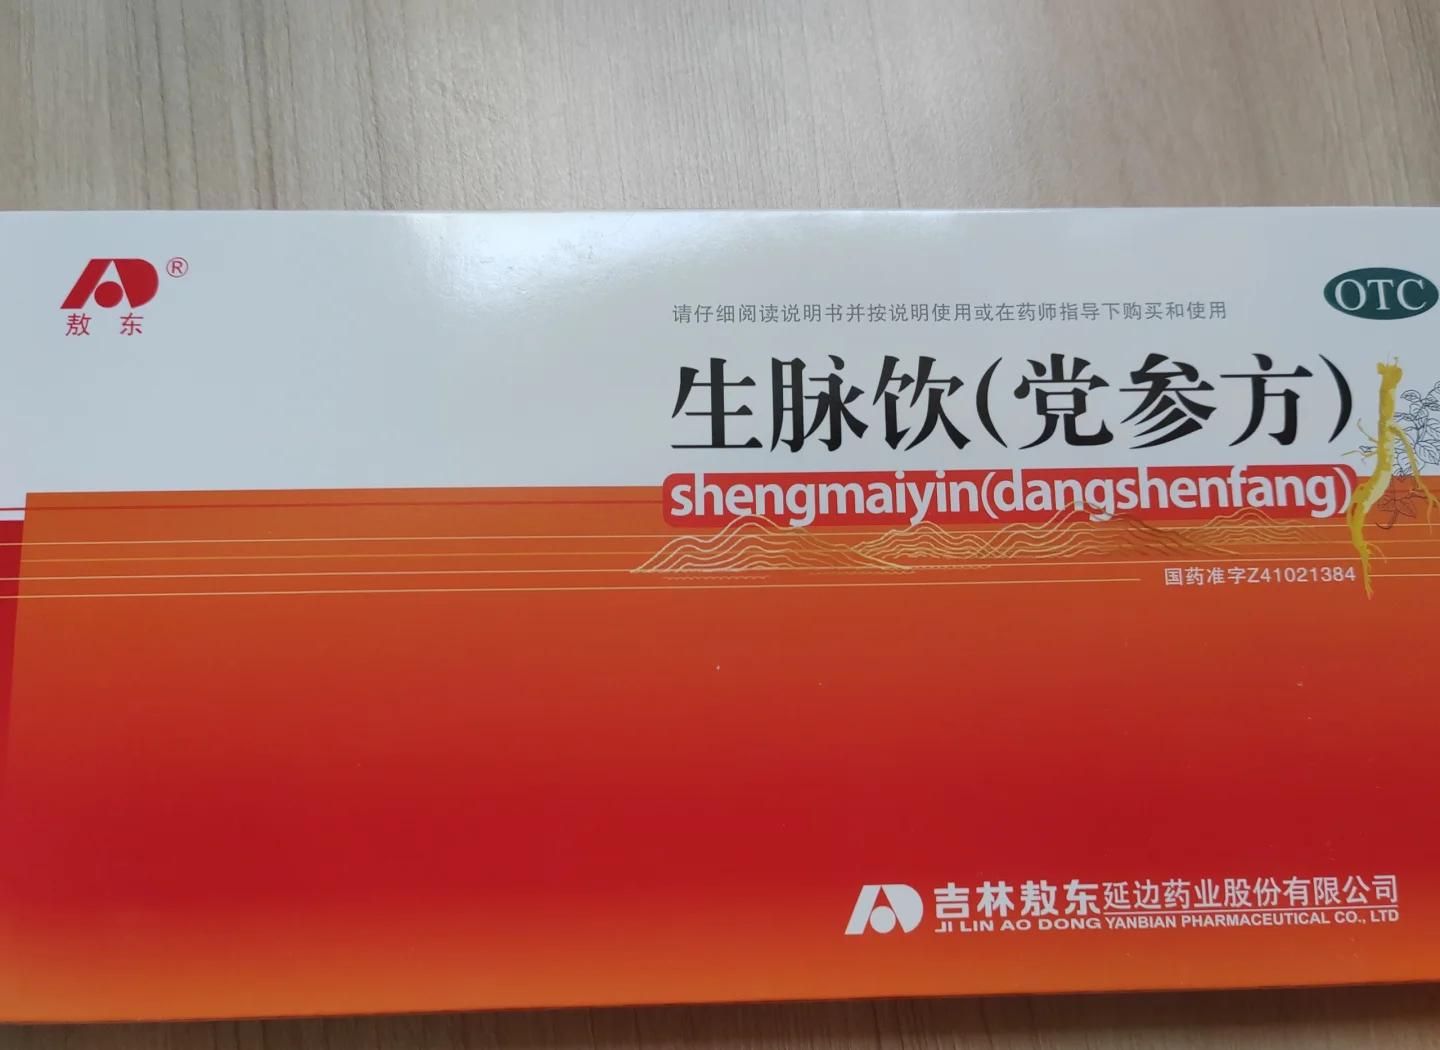 敖东
®
OTC
请仔细阅读说明书并按说明使用或在药师指导下购买和使用
生脉饮(党参方)
shengmaiyin(dangshenfang)
国药准字Z41021384
吉林敖东延边药业股份有限公司
JI LIN AO DONG YANBIAN PHARMACEUTICAL CO., LTD